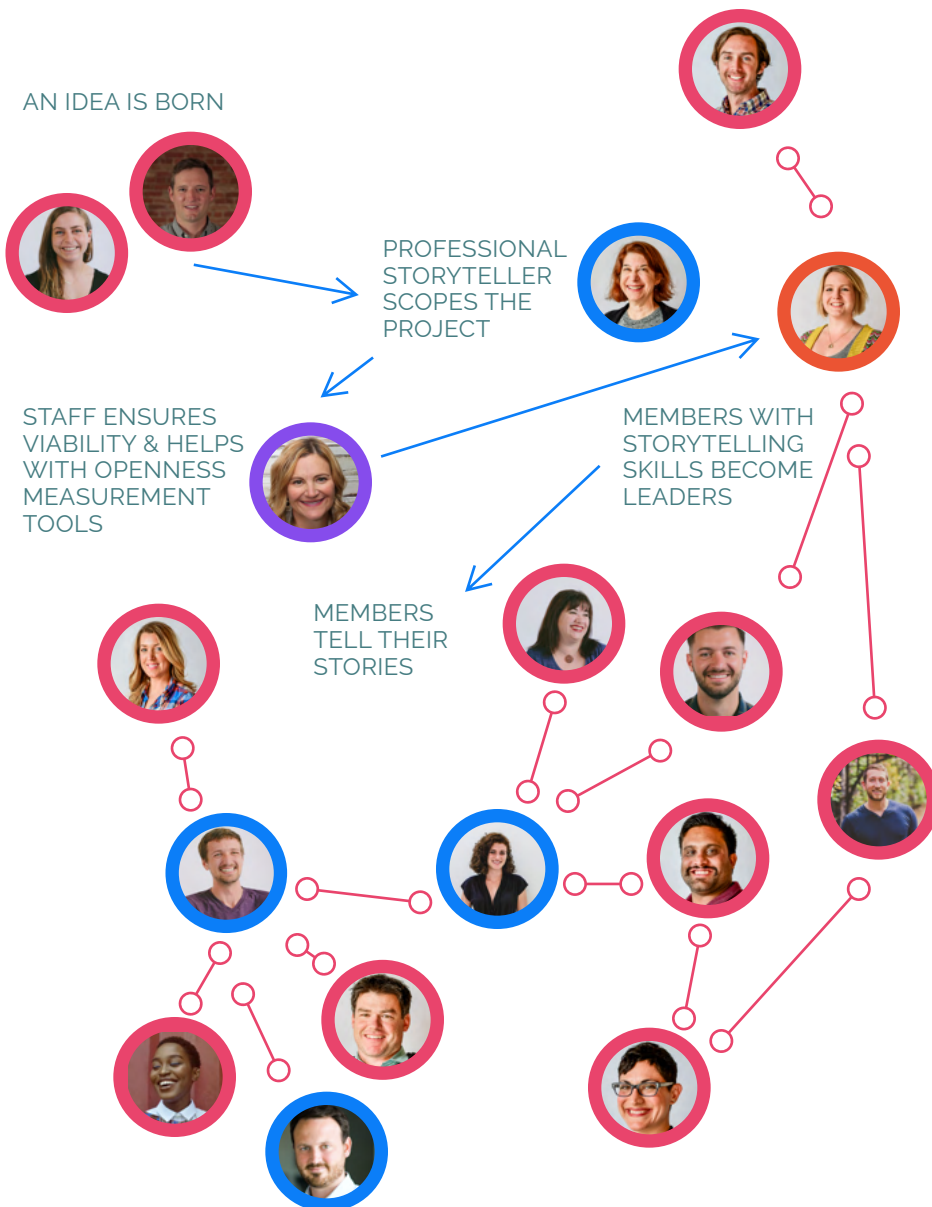 AN IDEA IS BORN
PROFESSIONAL
STORYTELLER
SCOPES THE
PROJECT
STAFF ENSURES
VIABILITY & HELPS
WITH OPENNESS
MEASUREMENT
TOOLS
MEMBERS WITH
STORYTELLING
SKILLS BECOME
LEADERS
MEMBERS
TELL THEIR
STORIES